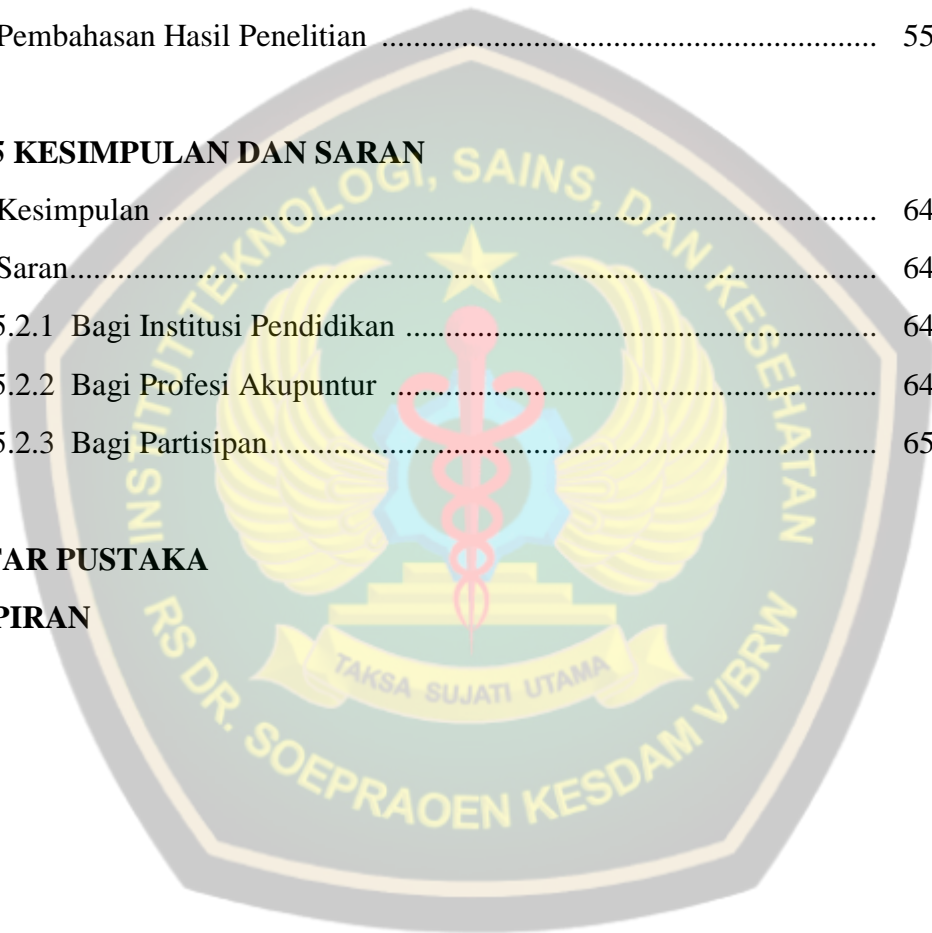 Pembahasan Hasil Penelitian ................................................................ 55
5 KESIMPULAN DAN SARAN
Kesimpulan ............................................................................................ 64
Saran........................................................................................................ 64
5.2.1 Bagi Institusi Pendidikan ............................................................. 64
5.2.2 Bagi Profesi Akupuntur ............................................................... 64
5.2.3 Bagi Partisipan............................................................................... 65
TAR PUSTAKA
PIRAN
INSTITUT TEKNOLOGI, SAINS, DAN KESEHATAN
RS DR. SOEPRAOEN KESDAM V/BRW
TAKSA SUJATI UTAMA